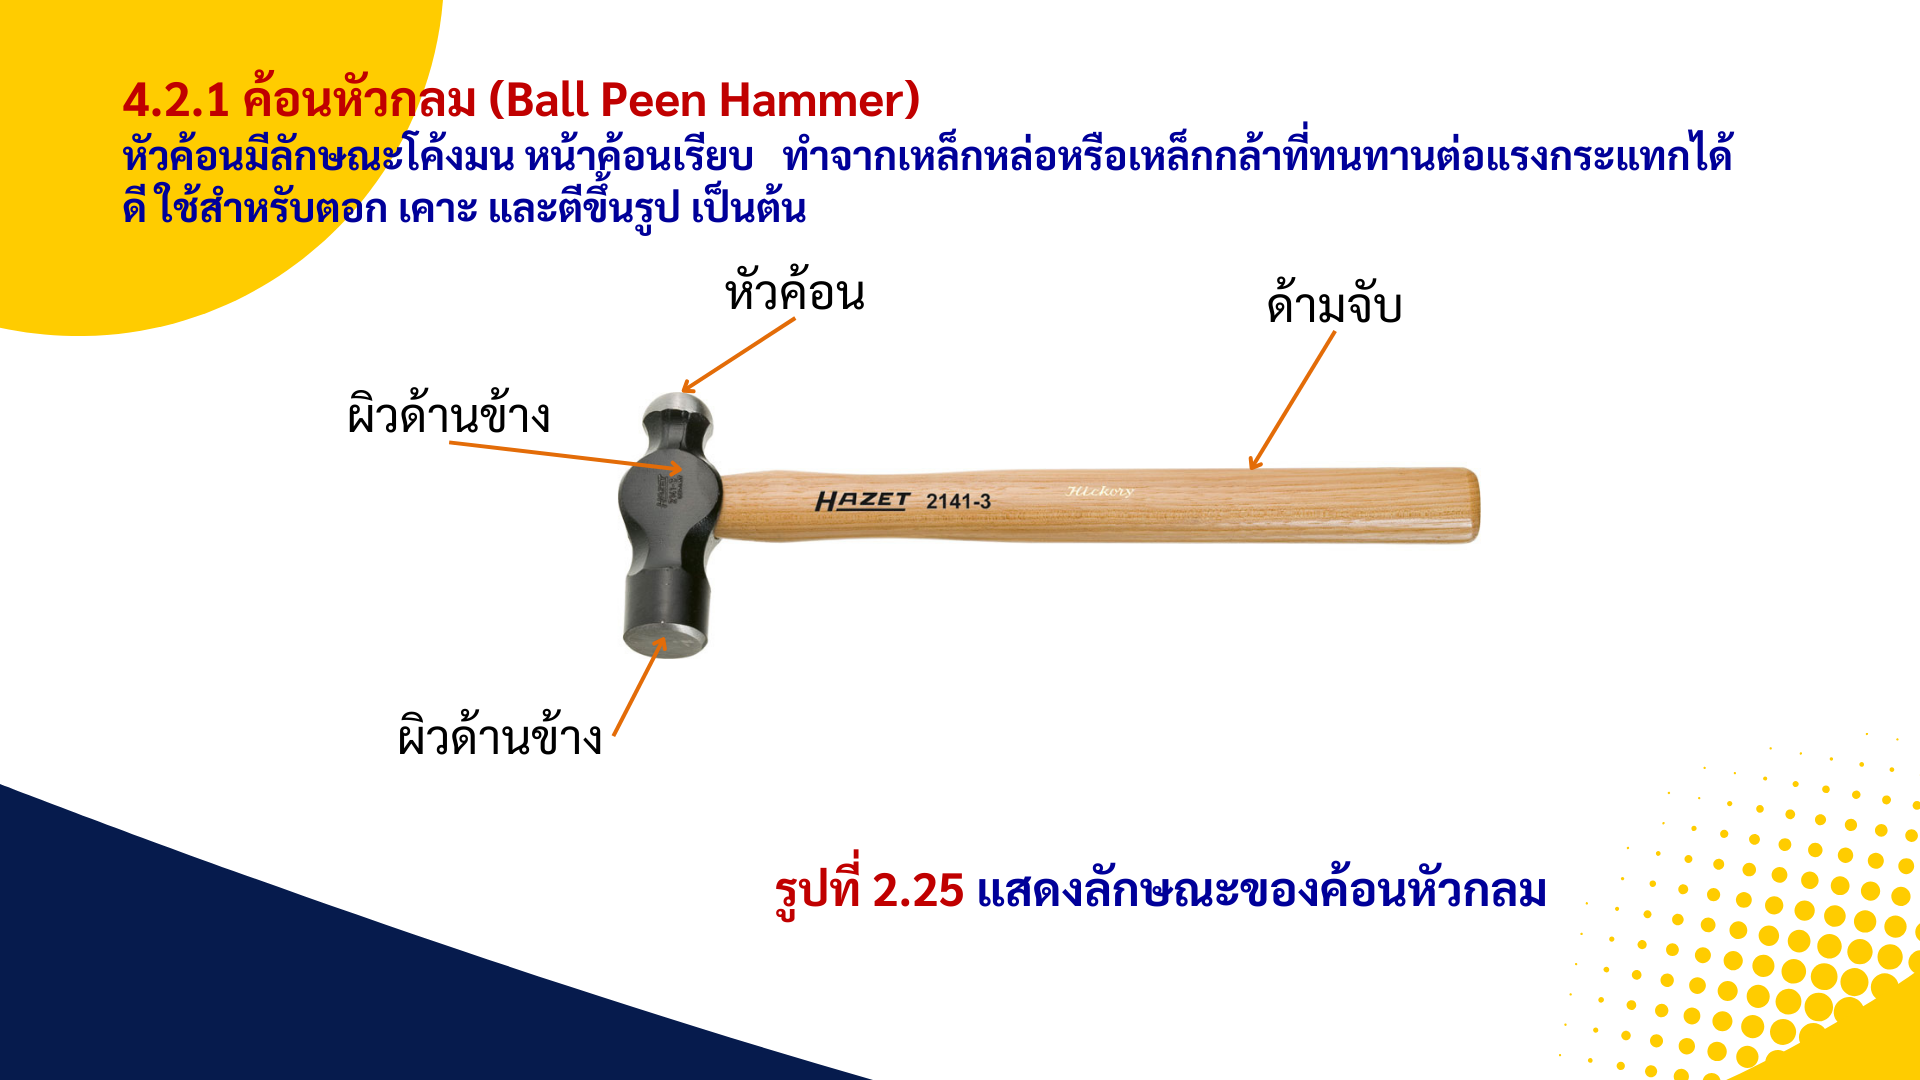 4.2.1 ค้อนหัวกลม (Ball Peen Hammer)
หัวค้อนมีลักษณะโค้งมน หน้าค้อนเรียบ   ทำจากเหล็กหล่อหรือเหล็กกล้าที่ทนทานต่อแรงกระแทกได้
ดี ใช้สำหรับตอก เคาะ และตีขึ้นรูป เป็นต้น
หัวค้อน
ด้ามจับ
ผิวด้านข้าง
HAZET 2141-3
Hickory
ผิวด้านข้าง
รูปที่ 2.25 แสดงลักษณะของค้อนหัวกลม